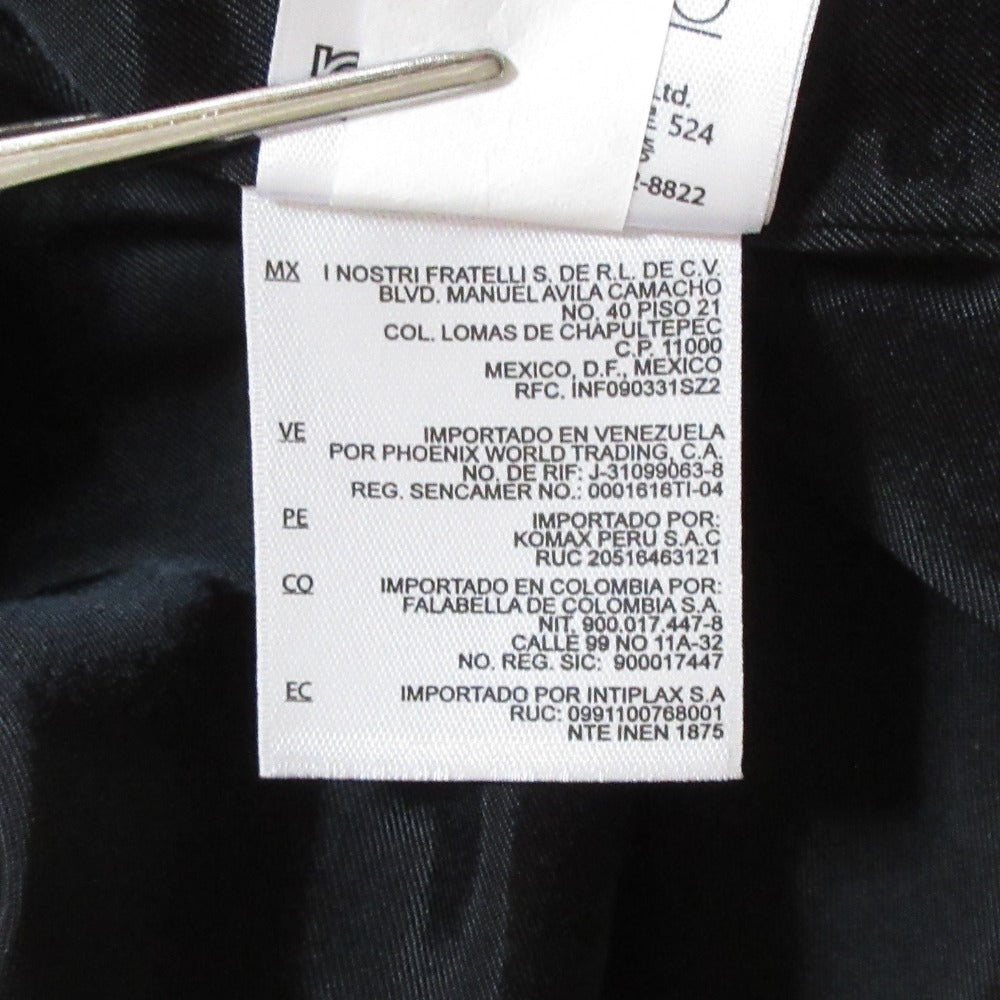 Ltd.
524
-8822
MX I NOSTRI FRATELLI S. DE R.L. DE C.V.
BLVD. MANUEL AVILA CAMACHO
NO. 40 PISO 21
COL. LOMAS DE CHAPULTEPEC
C.P. 11000
MEXICO, D.F., MEXICO
RFC. INF090331SZ2
VE IMPORTADO EN VENEZUELA
POR PHOENIX WORLD TRADING, C.A.
NO. DE RIF: J-31099063-8
REG. SENCAMER NO.: 0001616TI-04
PE IMPORTADO POR:
KOMAX PERU S.A.C
RUC 20516463121
CO IMPORTADO EN COLOMBIA POR:
FALABELLA DE COLOMBIA S.A.
NIT. 900.017.447-8
CALLE 99 NO 11A-32
NO. REG. SIC: 900017447
EC IMPORTADO POR INTIPLAX S.A
RUC: 0991100768001
NTE INEN 1875